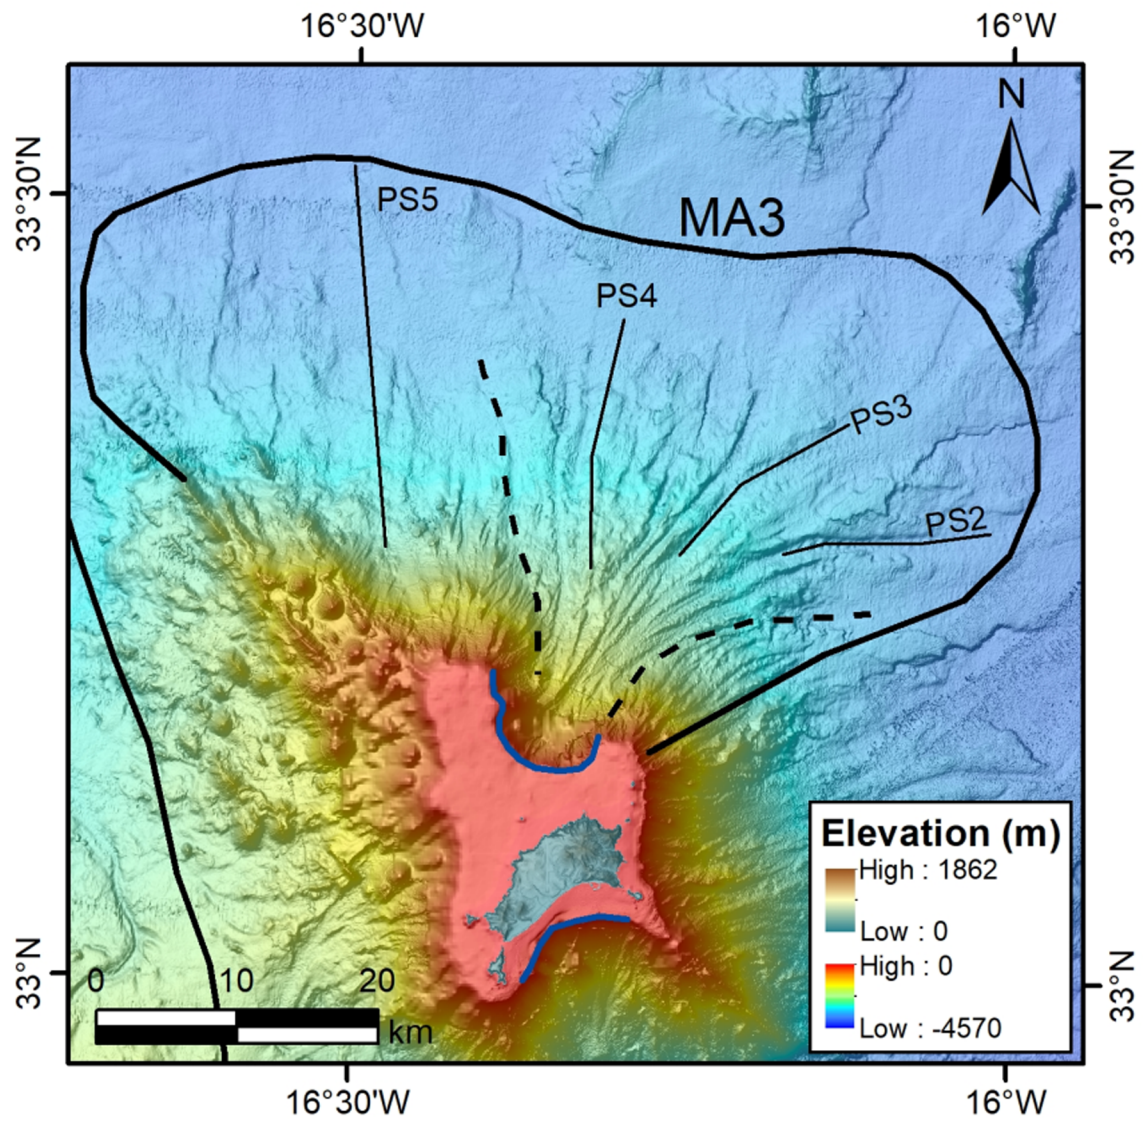 16°30'W
16°W
N
33°30'N
33°30'N
PS5
MA3
PS4
PS3
PS2
Elevation (m)
High : 1862
Low : 0
High : 0
Low : -4570
33°N
33°N
0
10
20
km
16°30'W
16°W